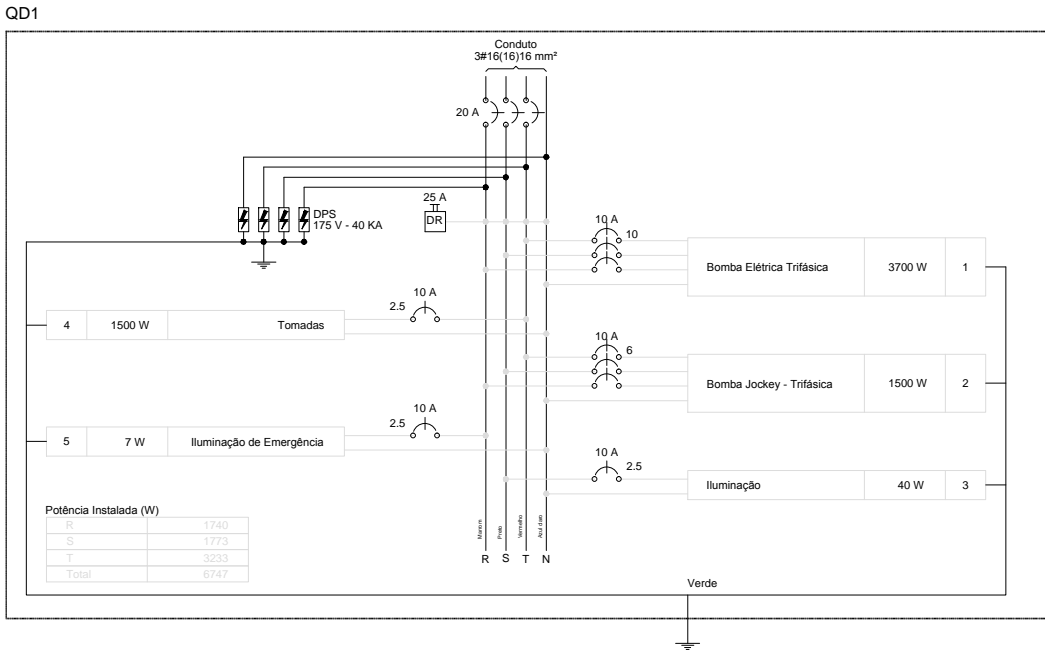 QD1
Conduto
3#16(16)16 mm²
20 A
DPS
175 V - 40 KA
25 A
DR
10 A
10
Bomba Elétrica Trifásica 3700 W 1
10 A
2.5
4 1500 W Tomadas
10 A
6
Bomba Jockey - Trifásica 1500 W 2
10 A
2.5
5 7 W Iluminação de Emergência
10 A
2.5
Iluminação 40 W 3
Potência Instalada (W)
R 1740
S 1773
T 3233
Total 6747
Marrom
Preto
Vermelho
Azul claro
R S T N
Verde